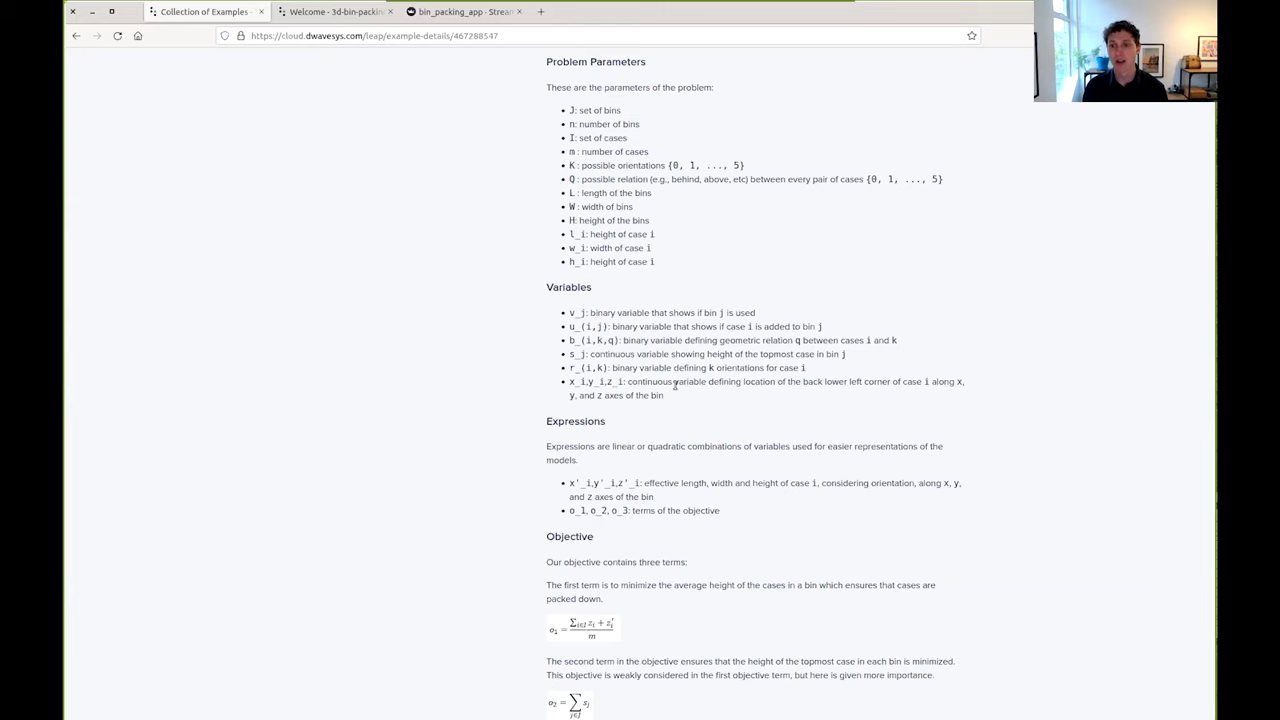 Collection of Examples -
Welcome - 3d-bin-packin
bin_packing_app · Stream
https://cloud.dwavesys.com/leap/example-details/467288547
Problem Parameters
These are the parameters of the problem:
• J: set of bins
• n: number of bins
• I: set of cases
• m : number of cases
• K : possible orientations {0, 1, ..., 5}
• Q : possible relation (e.g., behind, above, etc) between every pair of cases {0, 1, ..., 5}
• L : length of the bins
• W : width of bins
• H: height of the bins
• l_i: height of case i
• w_i: width of case i
• h_i: height of case i
Variables
• v_j: binary variable that shows if bin j is used
• u_(i,j): binary variable that shows if case i is added to bin j
• b_(i,k,q): binary variable defining geometric relation q between cases i and k
• s_j: continuous variable showing height of the topmost case in bin j
• r_(i,k): binary variable defining k orientations for case i
• x_i,y_i,z_i: continuous variable defining location of the back lower left corner of case i along x,
y, and z axes of the bin
Expressions
Expressions are linear or quadratic combinations of variables used for easier representations of the
models.
• x'_i,y'_i,z'_i: effective length, width and height of case i, considering orientation, along x, y,
and z axes of the bin
• o_1, o_2, o_3: terms of the objective
Objective
Our objective contains three terms:
The first term is to minimize the average height of the cases in a bin which ensures that cases are
packed down.
o₁ = ∑i∈I zᵢ + z′ᵢ / m
The second term in the objective ensures that the height of the topmost case in each bin is minimized.
This objective is weakly considered in the first objective term, but here is given more importance.
o₂ = ∑j∈J sⱼ